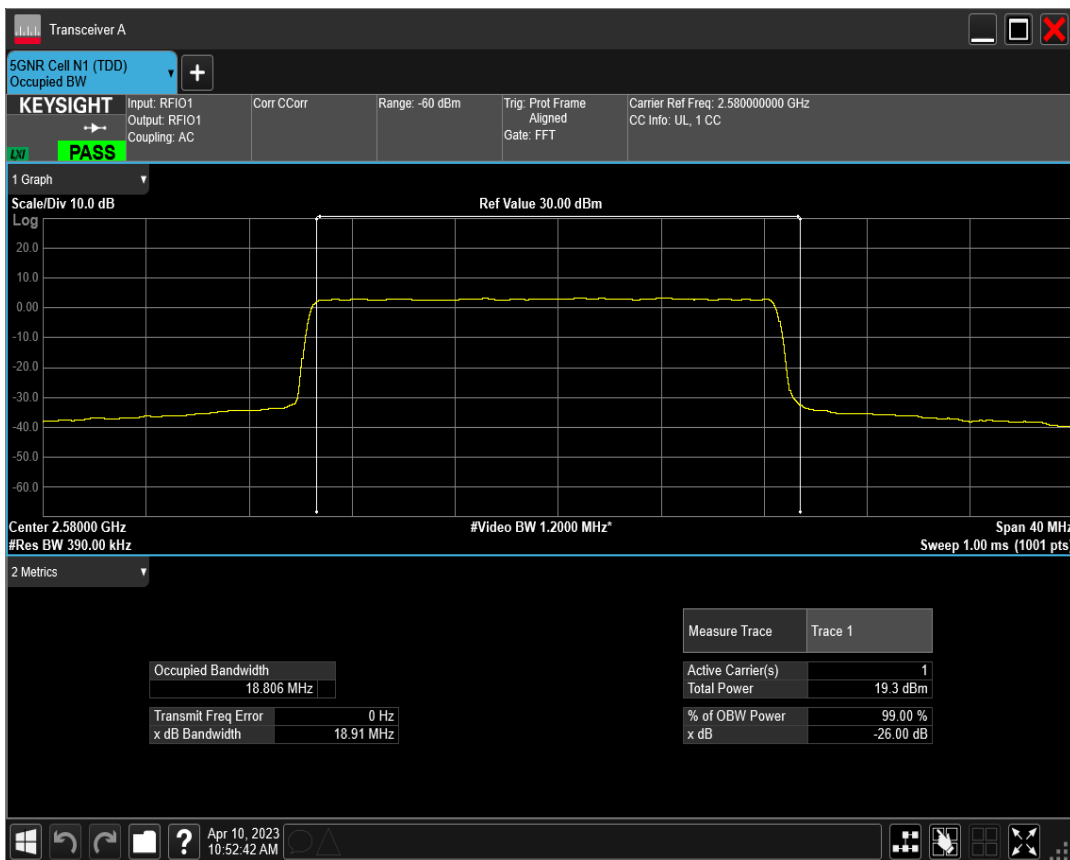 Transceiver A
5GNR Cell N1 (TDD)
Occupied BW
+
KEYSIGHT
LXI
PASS
Input: RFIO1
Output: RFIO1
Coupling: AC
Corr CCorr
Range: -60 dBm
Trig: Prot Frame
Aligned
Gate: FFT
Carrier Ref Freq: 2.580000000 GHz
CC Info: UL, 1 CC
1 Graph
Scale/Div 10.0 dB
Ref Value 30.00 dBm
Log
20.0
10.0
0.00
-10.0
-20.0
-30.0
-40.0
-50.0
-60.0
Center 2.58000 GHz
#Video BW 1.2000 MHz*
Span 40 MHz
#Res BW 390.00 kHz
Sweep 1.00 ms (1001 pts)
2 Metrics
Measure Trace Trace 1
Occupied Bandwidth
18.806 MHz
Active Carrier(s) 1
Total Power 19.3 dBm
Transmit Freq Error 0 Hz
x dB Bandwidth 18.91 MHz
% of OBW Power 99.00 %
x dB -26.00 dB
?
Apr 10, 2023
10:52:42 AM